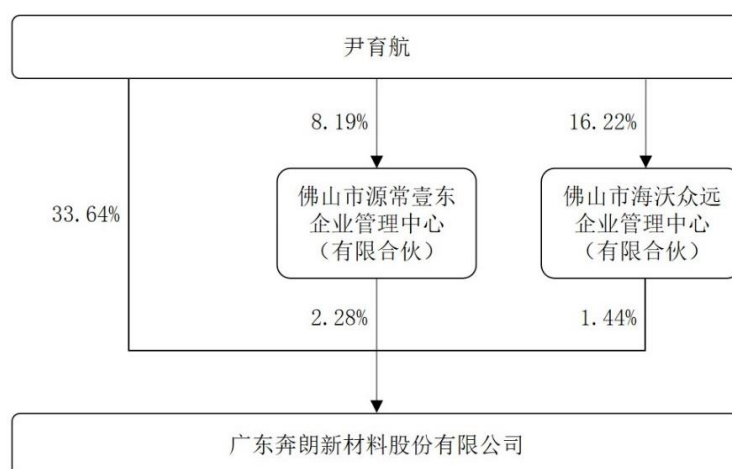 尹育航
8.19%
16.22%
33.64%
佛山市源常壹东
企业管理中心
（有限合伙）
佛山市海沃众远
企业管理中心
（有限合伙）
2.28%
1.44%
广东奔朗新材料股份有限公司